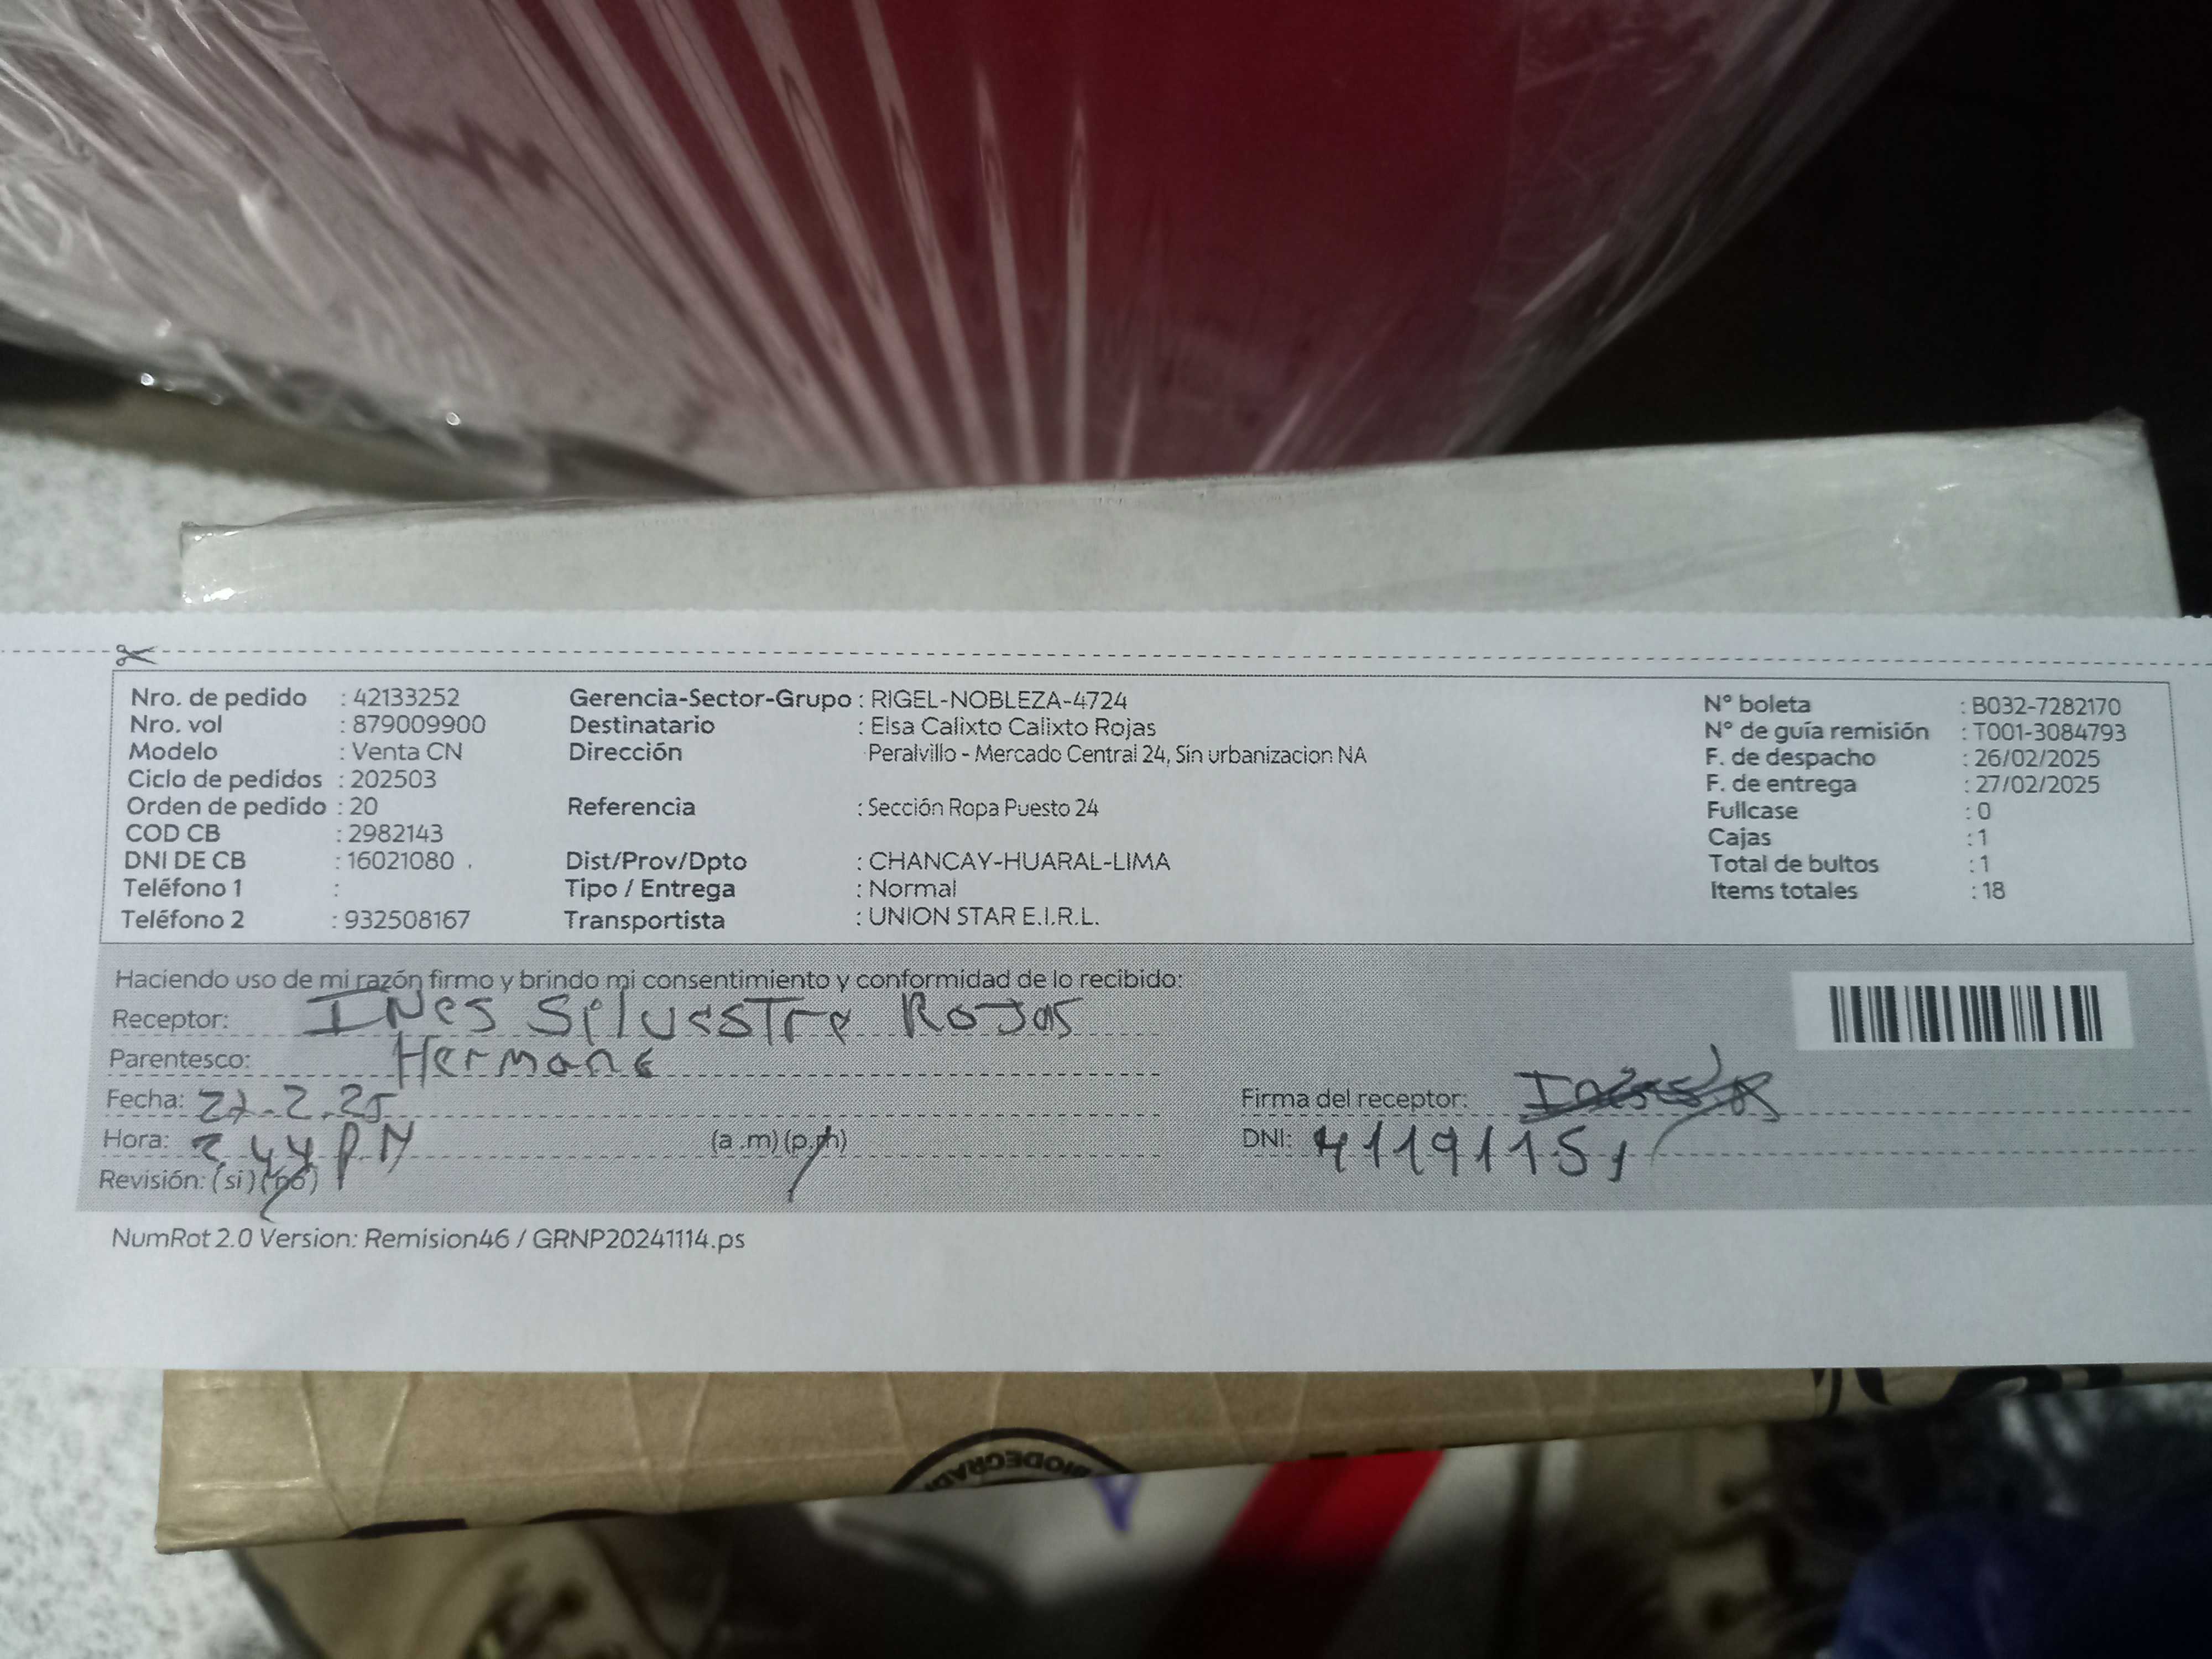 Nro. de pedido : 42133252 Gerencia-Sector-Grupo : RIGEL-NOBLEZA-4724 N° boleta : B032-7282170
Nro. vol : 879009900 Destinatario : Elsa Calixto Calixto Rojas N° de guía remisión : T001-3084793
Modelo : Venta CN Dirección Peralvillo - Mercado Central 24, Sin urbanizacion NA F. de despacho : 26/02/2025
Ciclo de pedidos : 202503 F. de entrega : 27/02/2025
Orden de pedido : 20 Referencia : Sección Ropa Puesto 24 Fullcase : 0
COD CB : 2982143 Cajas : 1
DNI DE CB : 16021080 . Dist/Prov/Dpto : CHANCAY-HUARAL-LIMA Total de bultos : 1
Teléfono 1 : Tipo / Entrega : Normal Items totales : 18
Teléfono 2 : 932508167 Transportista : UNION STAR E.I.R.L.
Haciendo uso de mi razón firmo y brindo mi consentimiento y conformidad de lo recibido:
Receptor: INes Silvestre Rojas
Parentesco: Hermana
Fecha: 27-2-25 Firma del receptor:
Hora: 2,44 P.M (a .m) (p.m) DNI: 41191151
Revisión: (si) (no)
NumRot 2.0 Version: Remision46 / GRNP20241114.ps